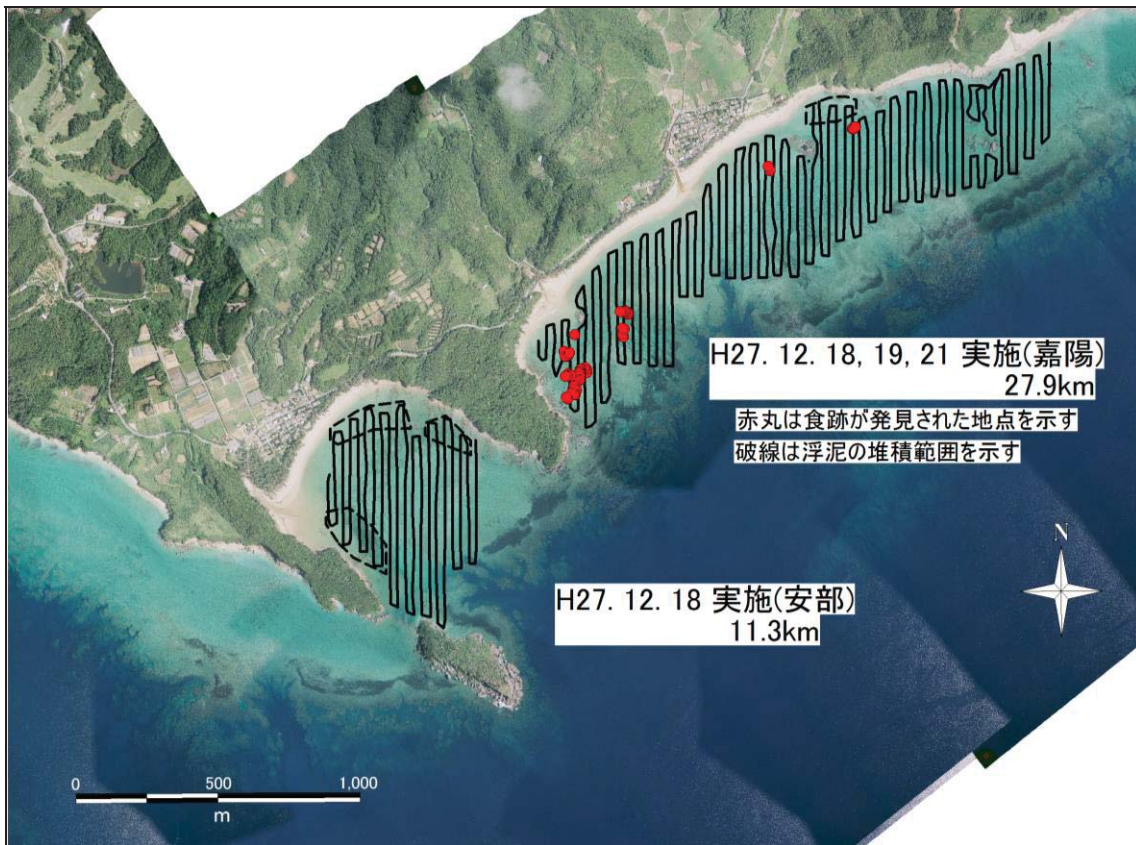 H27. 12. 18, 19, 21 実施(嘉陽)
27.9km
赤丸は食跡が発見された地点を示す
破線は浮泥の堆積範囲を示す
N
H27. 12. 18 実施(安部)
11.3km
0 500 1,000
m